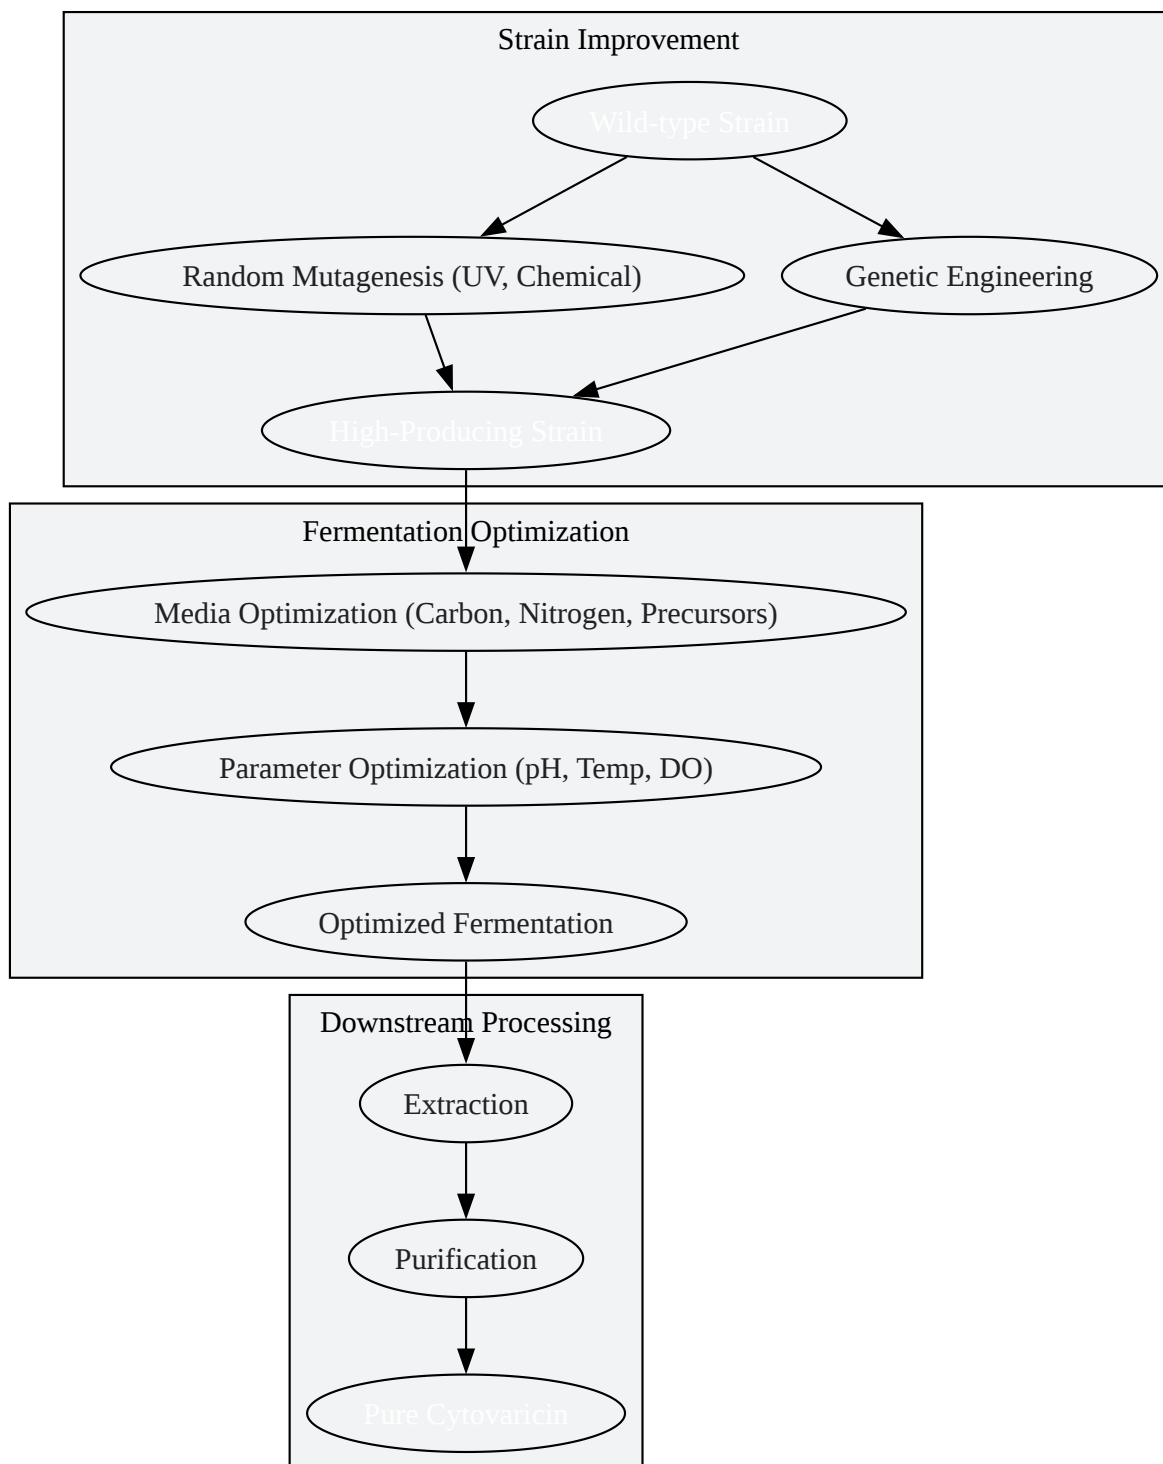 Strain Improvement
Wild-type Strain
Random Mutagenesis (UV, Chemical)
Genetic Engineering
High-Producing Strain
Fermentation Optimization
Media Optimization (Carbon, Nitrogen, Precursors)
Parameter Optimization (pH, Temp, DO)
Optimized Fermentation
Downstream Processing
Extraction
Purification
Pure Cytovaricin